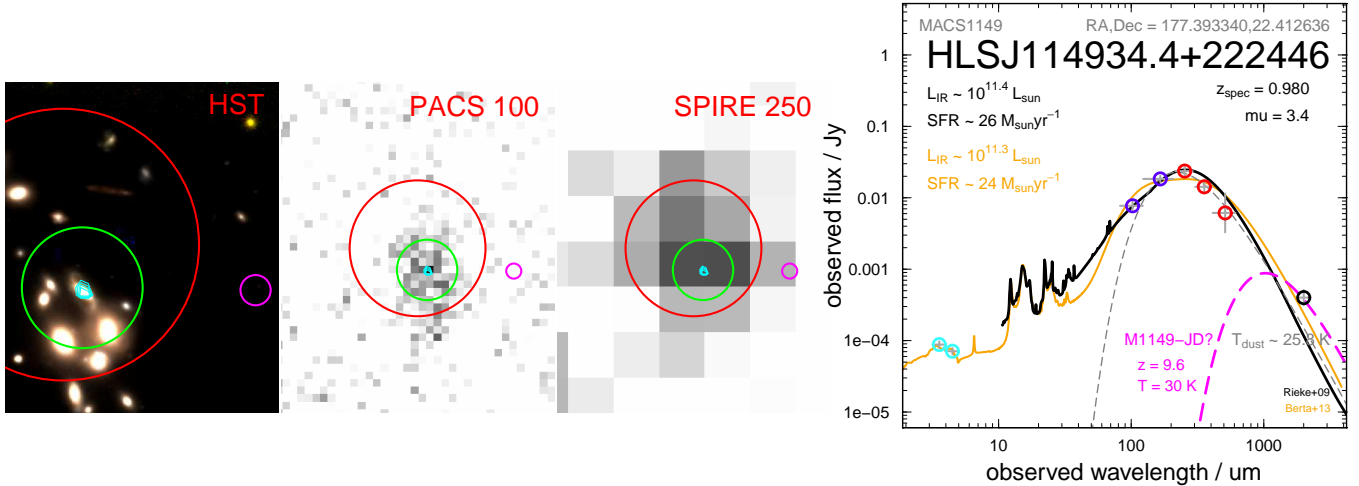 HST
PACS 100
SPIRE 250
MACS1149
RA,Dec = 177.393340,22.412636
HLSJ114934.4+222446
L_IR ~ 10^11.4 L_sun
z_spec = 0.980
SFR ~ 26 M_sun yr^−1
mu = 3.4
L_IR ~ 10^11.3 L_sun
SFR ~ 24 M_sun yr^−1
observed flux / Jy
1
0.1
0.01
0.001
1e−04
1e−05
M1149−JD?
z = 9.6
T = 30 K
T_dust ~ 25.8 K
Rieke+09
Berta+13
10
100
1000
observed wavelength / um